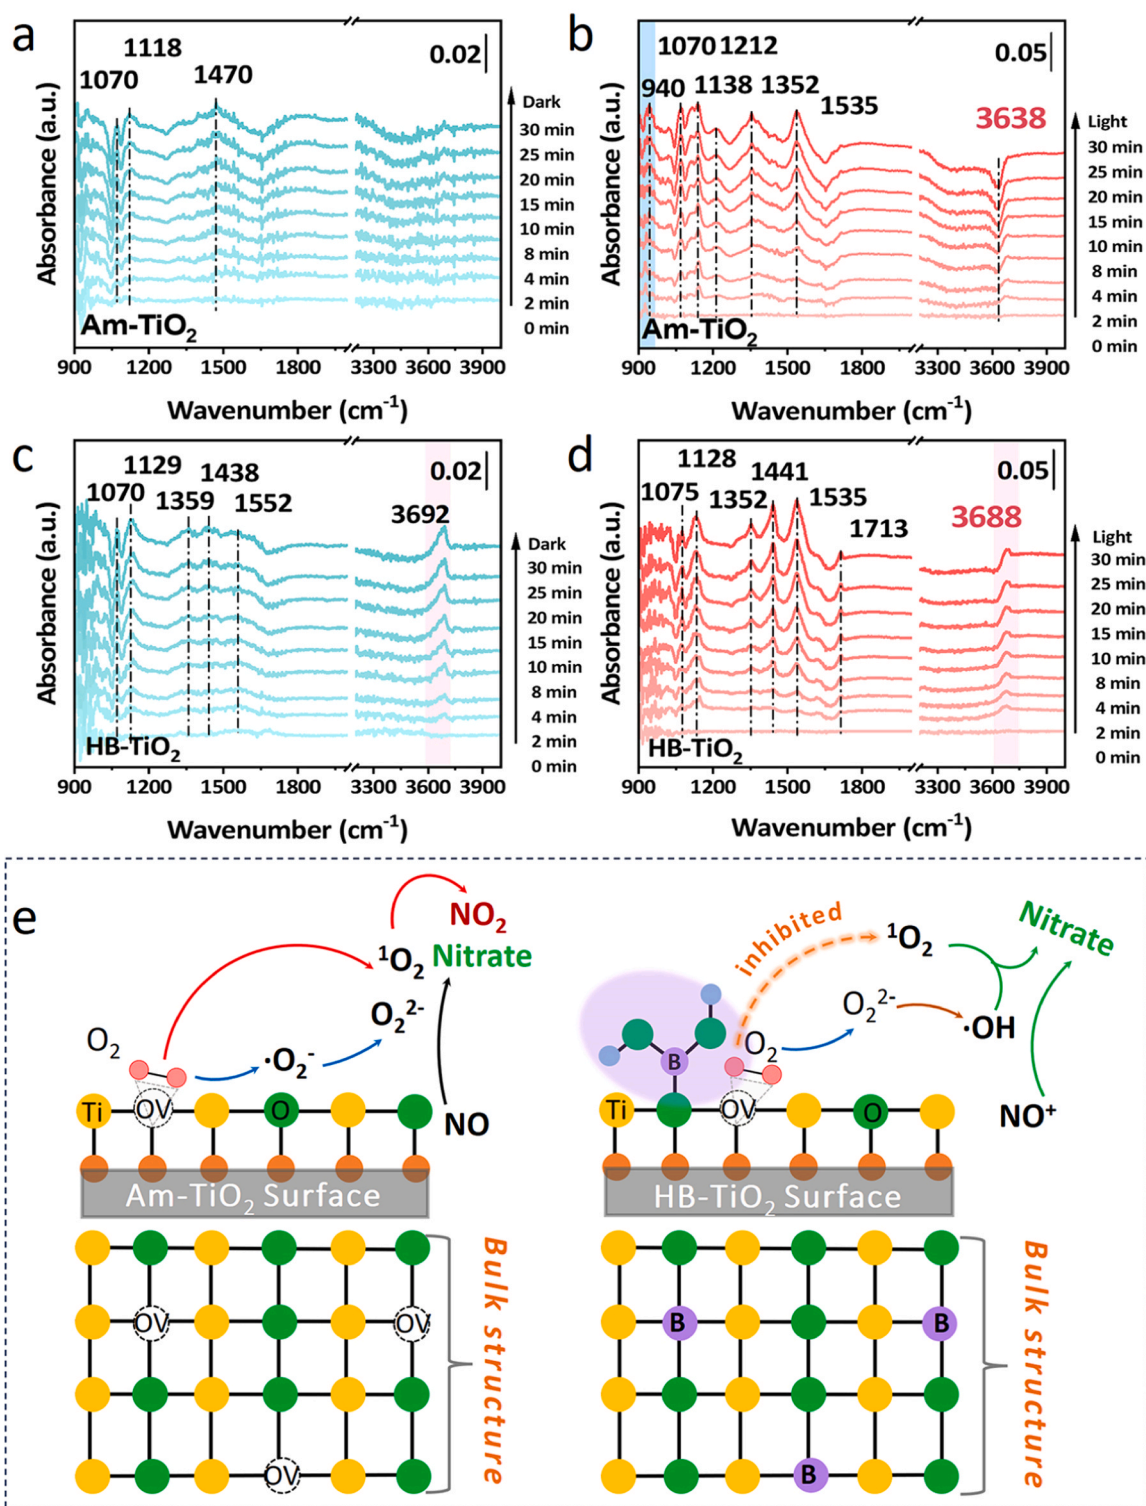 a
1118
1070
1470
0.02
Absorbance (a.u.)
Dark
30 min
25 min
20 min
15 min
10 min
8 min
4 min
2 min
0 min
Am-TiO₂
900 1200 1800 3300 3900
Wavenumber (cm⁻¹)
b
1070 1212
940 1138 1352
1535
3638
0.05
Absorbance (a.u.)
Light
30 min
25 min
20 min
15 min
10 min
8 min
4 min
2 min
0 min
Am-TiO₂
900 1200 1800 3300 3900
Wavenumber (cm⁻¹)
c
1129
1438
1070
1359
1552
3692
0.02
Absorbance (a.u.)
Dark
30 min
25 min
20 min
15 min
10 min
8 min
4 min
2 min
0 min
HB-TiO₂
900 1200 1800 3300 3900
Wavenumber (cm⁻¹)
d
1128
1441
1075
1352
1535
1713
3688
0.05
Absorbance (a.u.)
Light
30 min
25 min
20 min
15 min
10 min
8 min
4 min
2 min
0 min
HB-TiO₂
900 1200 1800 3300 3900
Wavenumber (cm⁻¹)
e
NO₂
¹O₂ Nitrate
O₂²⁻
O₂
·O₂⁻
Ti OV O
NO
Am-TiO₂ Surface
OV OV
OV
Bulk structure
inhibited
¹O₂
Nitrate
O₂²⁻
·OH
B
O₂
Ti OV O
NO⁺
HB-TiO₂ Surface
B B
B
Bulk structure